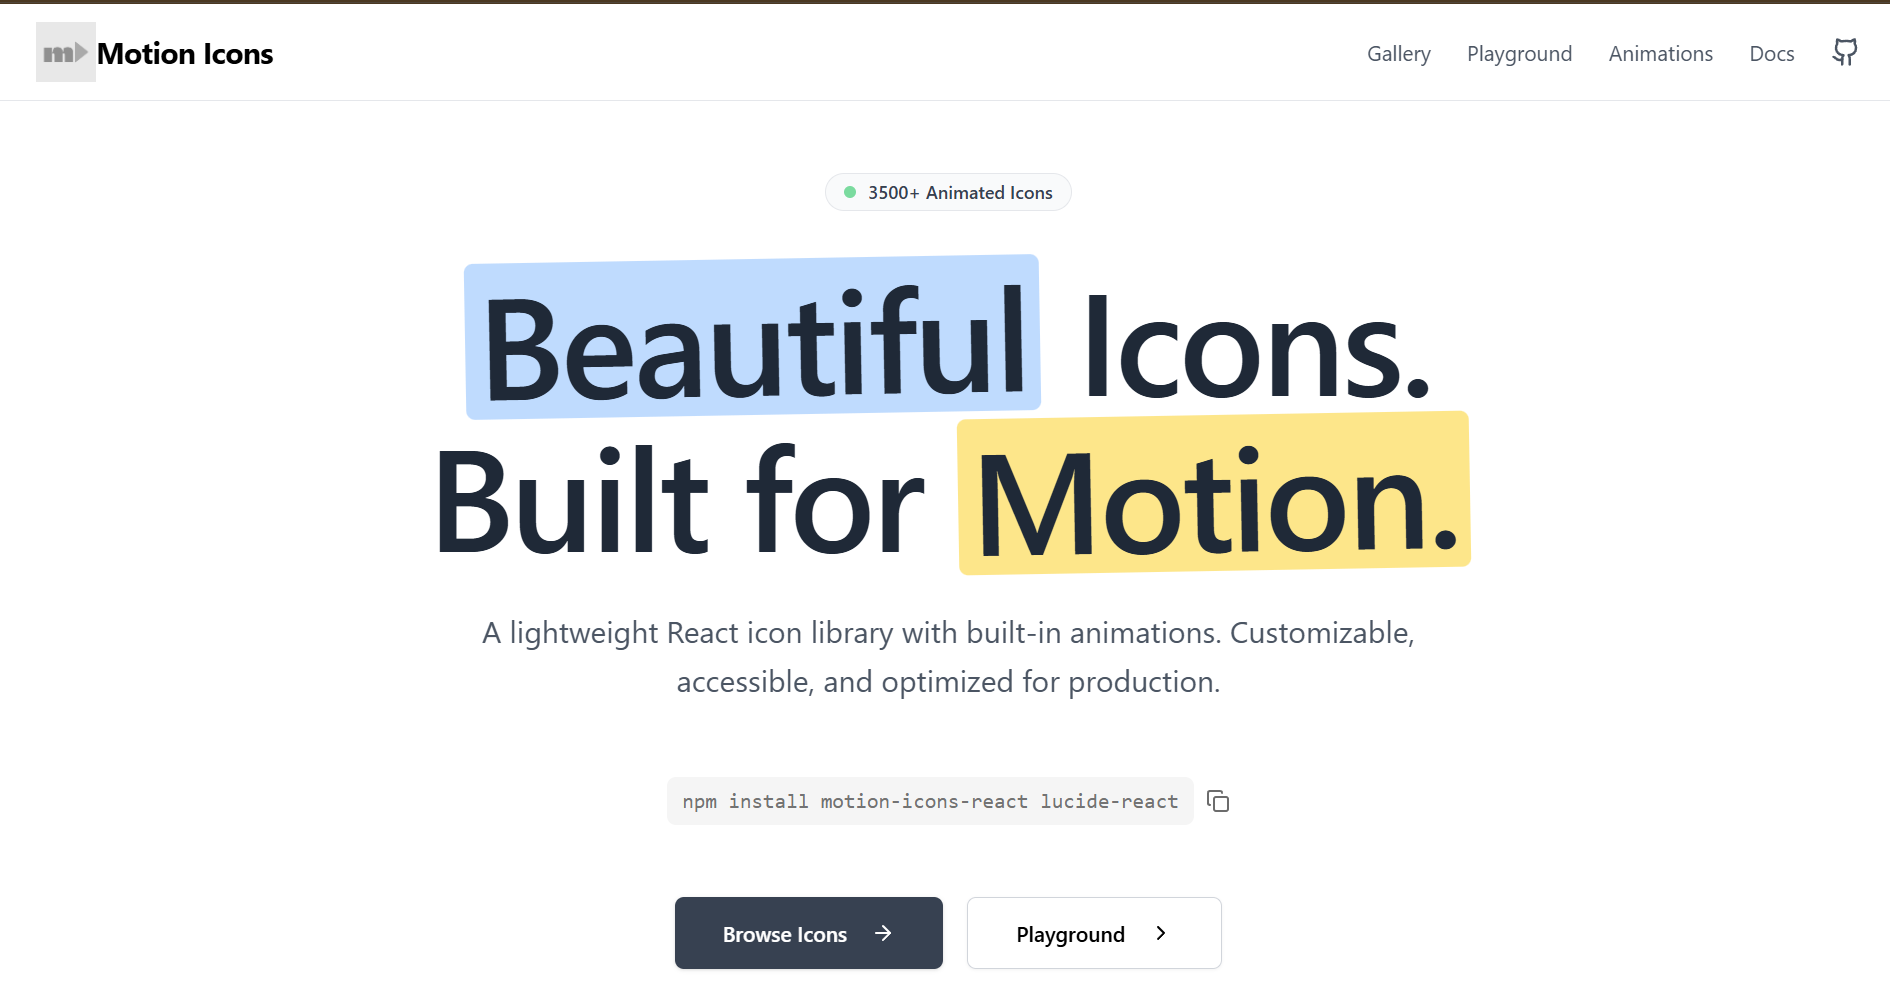 m Motion Icons
Gallery Playground Animations Docs
3500+ Animated Icons
Beautiful Icons.
Built for Motion.
A lightweight React icon library with built-in animations. Customizable,
accessible, and optimized for production.
npm install motion-icons-react lucide-react
Browse Icons
Playground